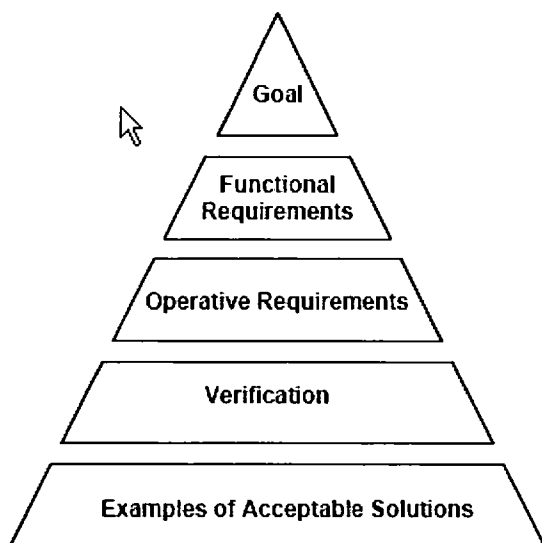 Goal
Functional
Requirements
Operative Requirements
Verification
Examples of Acceptable Solutions